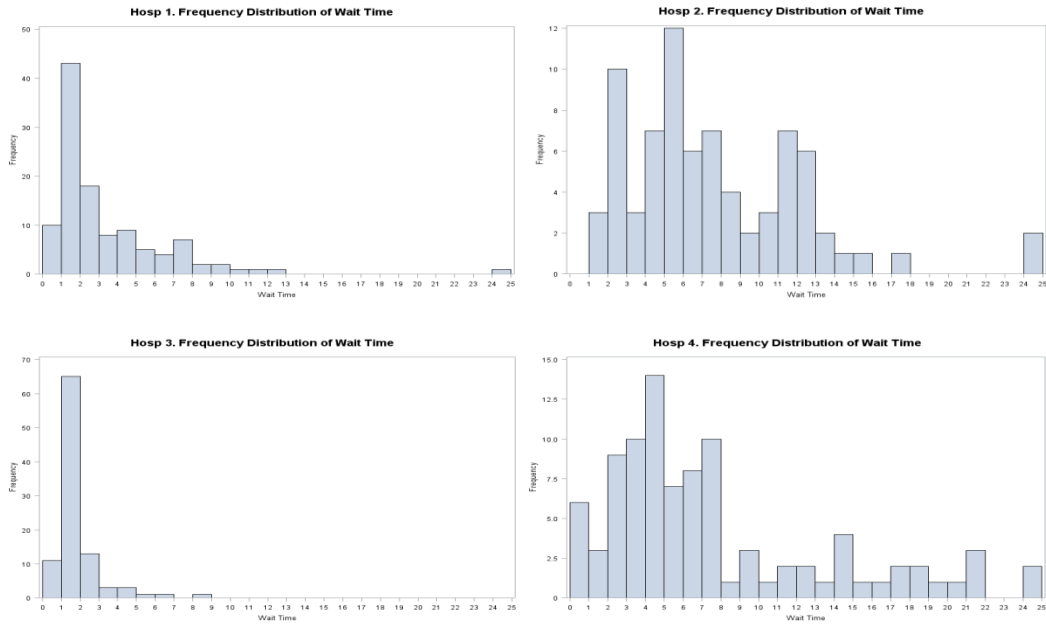 Hosp 1. Frequency Distribution of Wait Time
50
40
30
20
10
0
Frequency
0 1 2 3 4 5 6 7 8 9 10 11 12 13 14 15 16 17 18 19 20 21 22 23 24 25
Wait Time
Hosp 2. Frequency Distribution of Wait Time
12
10
8
6
4
2
0
Frequency
0 1 2 3 4 5 6 7 8 9 10 11 12 13 14 15 16 17 18 19 20 21 22 23 24 25
Wait Time
Hosp 3. Frequency Distribution of Wait Time
70
60
50
40
30
20
10
0
Frequency
0 1 2 3 4 5 6 7 8 9 10 11 12 13 14 15 16 17 18 19 20 21 22 23 24 25
Wait Time
Hosp 4. Frequency Distribution of Wait Time
15.0
12.5
10.0
7.5
5.0
2.5
0.0
Frequency
0 1 2 3 4 5 6 7 8 9 10 11 12 13 14 15 16 17 18 19 20 21 22 23 24 25
Wait Time